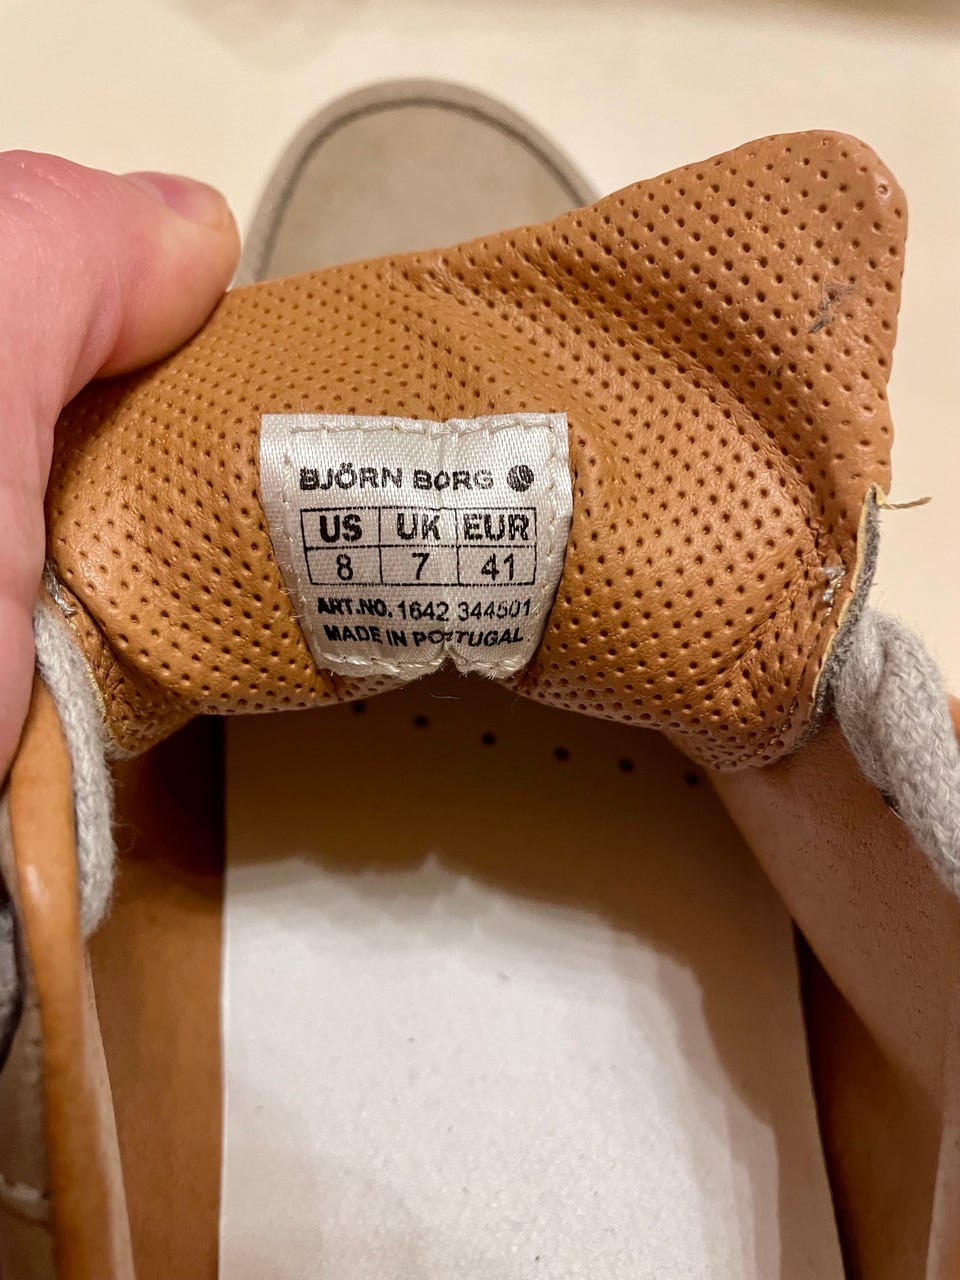 BJÖRN BORG
US UK EUR
8 7 41
ART.NO. 1642 344501
MADE IN PORTUGAL